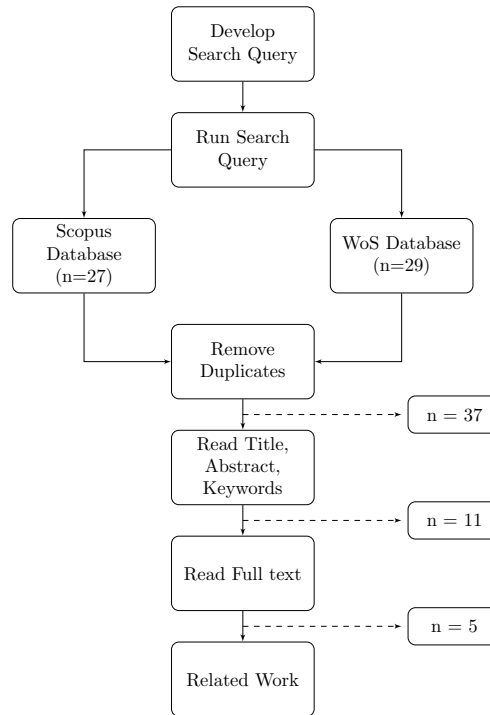 Develop
Search Query
Run Search
Query
Scopus
Database
(n=27)
WoS Database
(n=29)
Remove
Duplicates
n = 37
Read Title,
Abstract,
Keywords
n = 11
Read Full text
n = 5
Related Work